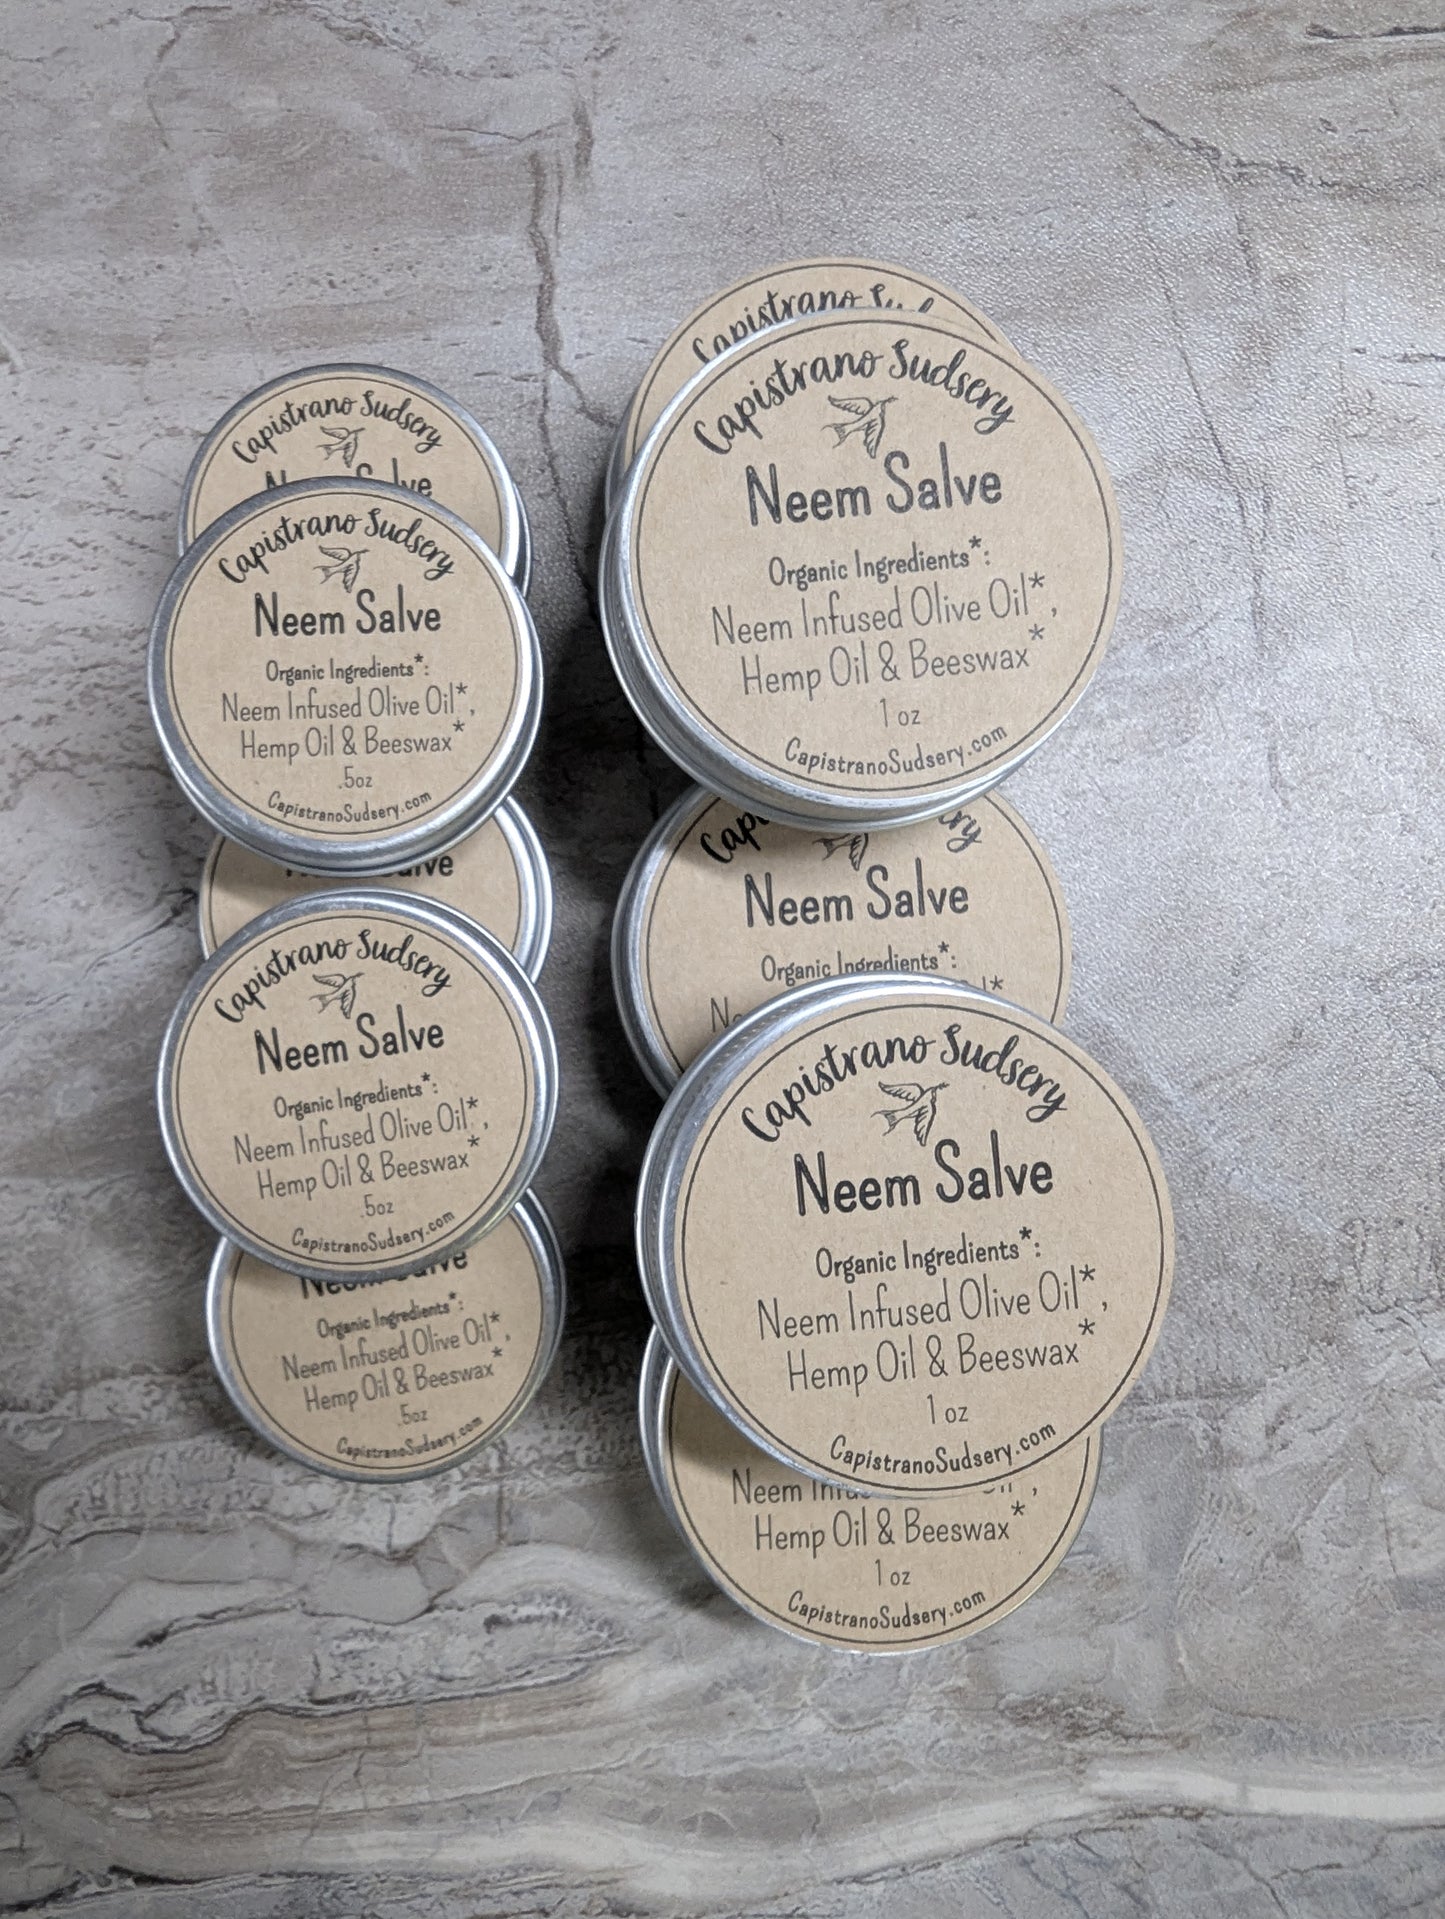 Capistrano Sudsery
Capistrano Sudsery
Neem Salve
Organic Ingredients*:
Neem Infused Olive Oil*,
Hemp Oil & Beeswax*
.5oz
CapistranoSudsery.com
Capistrano Sudsery
Neem Salve
Organic Ingredients*:
Neem Infused Olive Oil*,
Hemp Oil & Beeswax*
.5oz
CapistranoSudsery.com
Organic Ingredients*:
Neem Infused Olive Oil*,
Hemp Oil & Beeswax*
.5oz
CapistranoSudsery.com
Capistrano
Capistrano Sudsery
Neem Salve
Organic Ingredients*:
Neem Infused Olive Oil*,
Hemp Oil & Beeswax*
1 oz
CapistranoSudsery.com
Neem Salve
Organic Ingredients*:
Capistrano Sudsery
Neem Salve
Organic Ingredients*:
Neem Infused Olive Oil*,
Hemp Oil & Beeswax*
1 oz
CapistranoSudsery.com
Neem
Hemp Oil & Beeswax*
1 oz
CapistranoSudsery.com